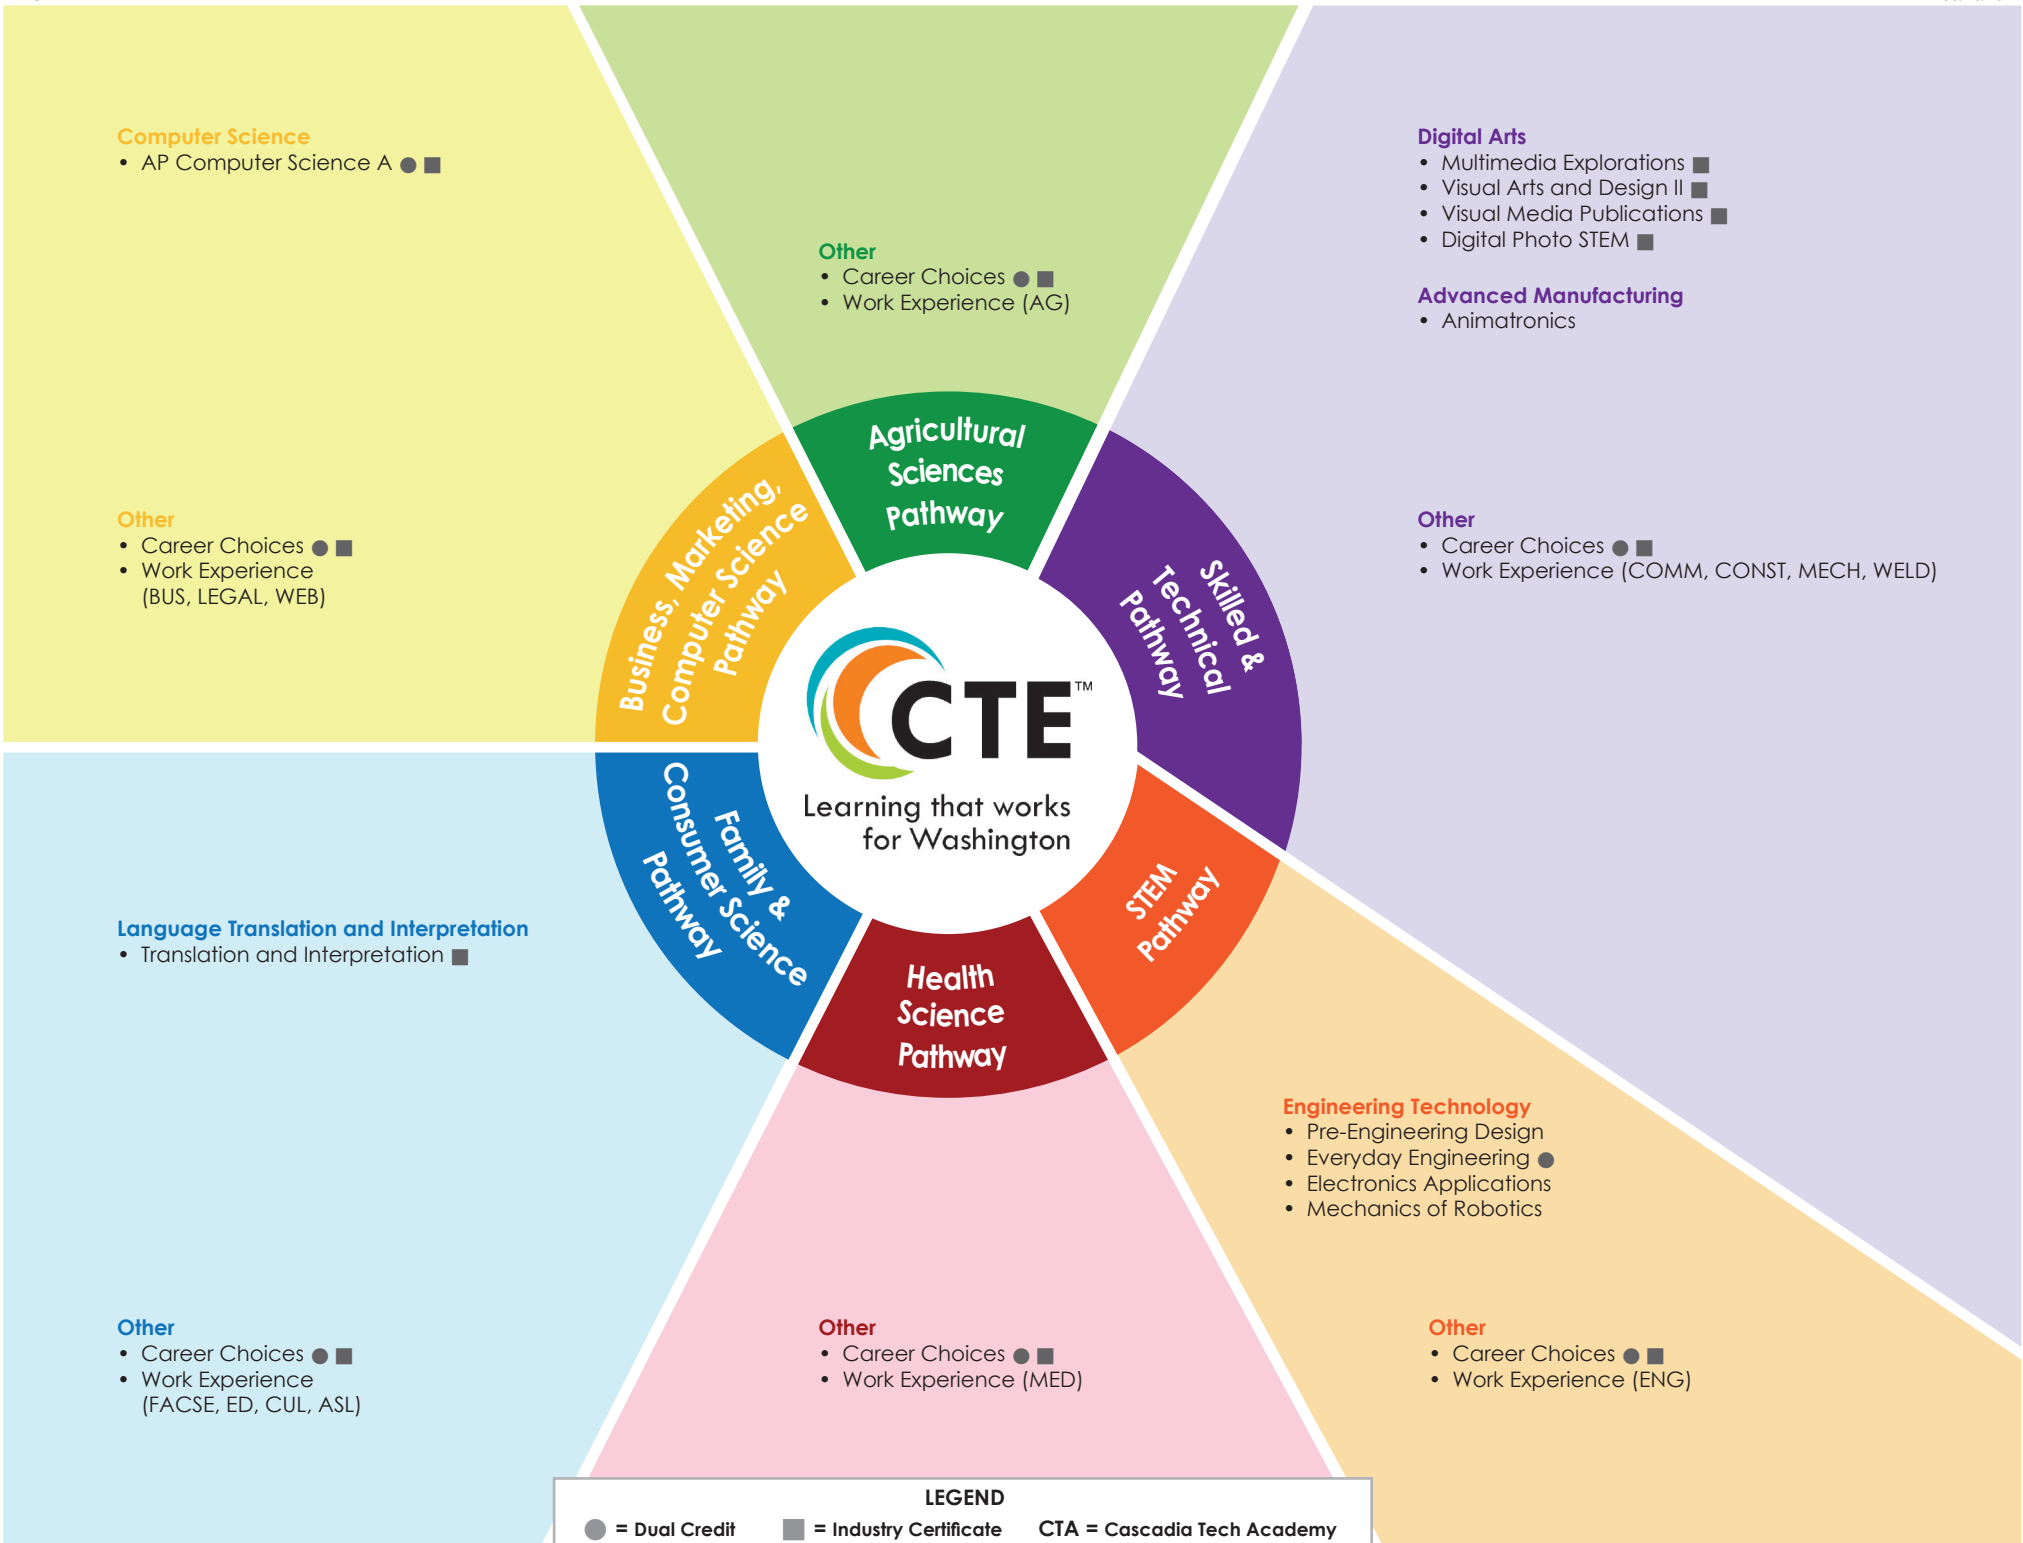 Computer Science
• AP Computer Science A
Other
• Career Choices
• Work Experience
(BUS, LEGAL, WEB)
Other
• Career Choices
• Work Experience (AG)
Digital Arts
• Multimedia Explorations
• Visual Arts and Design II
• Visual Media Publications
• Digital Photo STEM
Advanced Manufacturing
• Animatronics
Other
• Career Choices
• Work Experience (COMM, CONST, MECH, WELD)
Business, Marketing,
Computer Science
Pathway
Agricultural
Sciences
Pathway
Skilled &
Technical
Pathway
CTE™
Learning that works
for Washington
Family &
Consumer Science
Pathway
Health
Science
Pathway
STEM
Pathway
Language Translation and Interpretation
• Translation and Interpretation
Other
• Career Choices
• Work Experience
(FACSE, ED, CUL, ASL)
Other
• Career Choices
• Work Experience (MED)
Engineering Technology
• Pre-Engineering Design
• Everyday Engineering
• Electronics Applications
• Mechanics of Robotics
Other
• Career Choices
• Work Experience (ENG)
LEGEND
= Dual Credit = Industry Certificate CTA = Cascadia Tech Academy